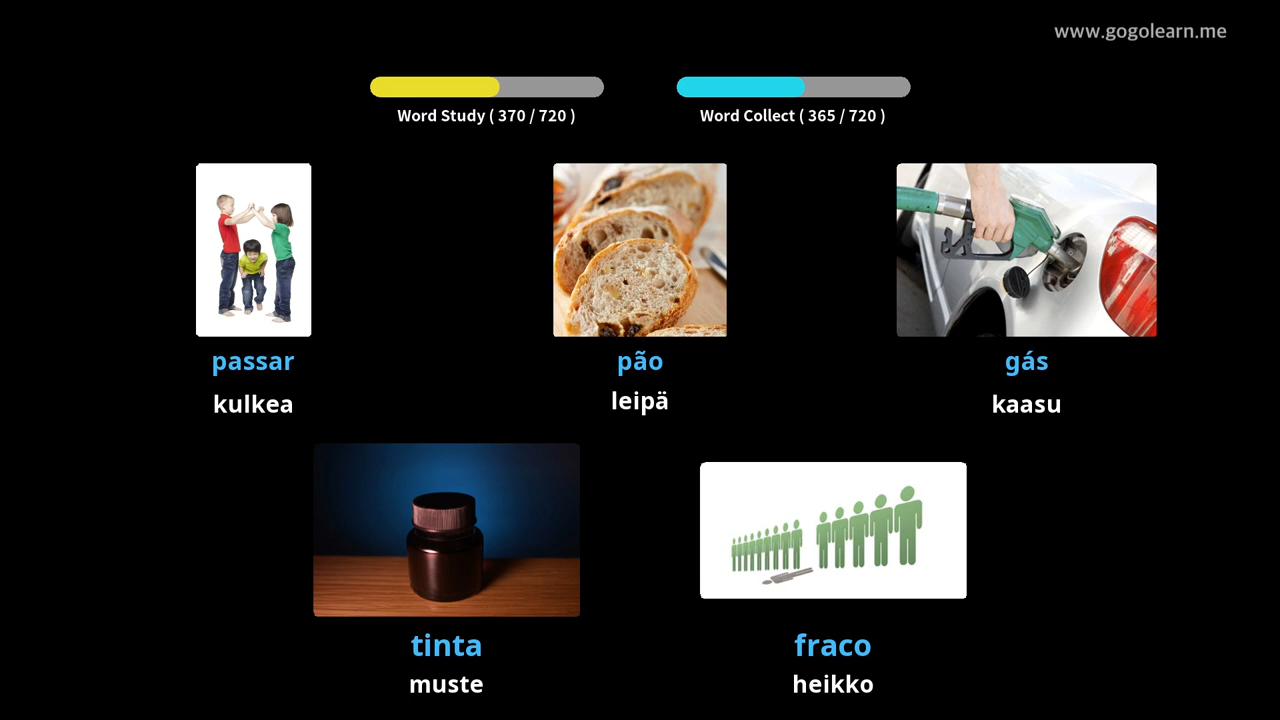 www.gogolearn.me
Word Study ( 370 / 720 )
Word Collect ( 365 / 720 )
passar
pão
gás
kulkea
leipä
kaasu
tinta
fraco
muste
heikko